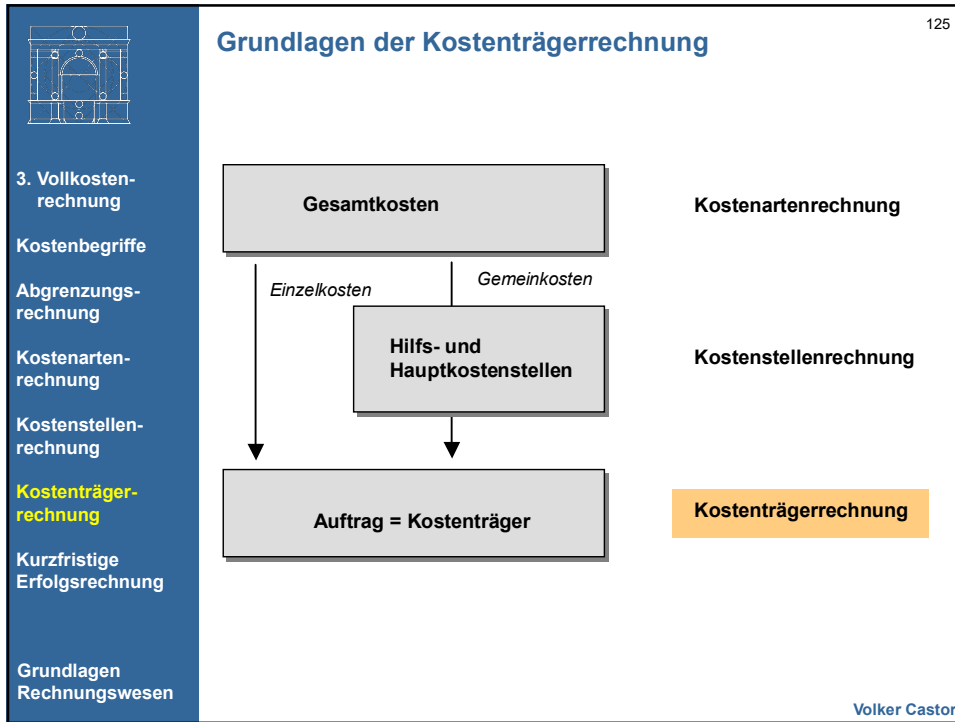 125
Grundlagen der Kostenträgerrechnung
3. Vollkosten-
rechnung
Kostenbegriffe
Abgrenzungs-
rechnung
Kostenarten-
rechnung
Kostenstellen-
rechnung
Kostenträger-
rechnung
Kurzfristige
Erfolgsrechnung
Grundlagen
Rechnungswesen
Gesamtkosten
Kostenartenrechnung
Einzelkosten
Gemeinkosten
Hilfs- und
Hauptkostenstellen
Kostenstellenrechnung
Auftrag = Kostenträger
Kostenträgerrechnung
Volker Castor